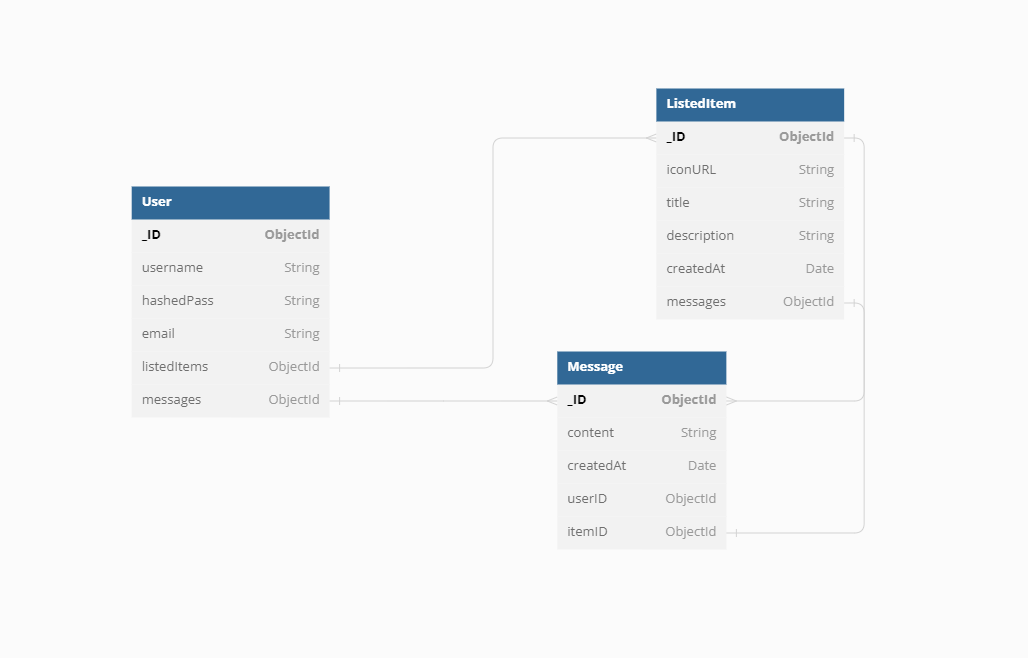 User
_ID ObjectId
username String
hashedPass String
email String
listedItems ObjectId
messages ObjectId
ListedItem
_ID ObjectId
iconURL String
title String
description String
createdAt Date
messages ObjectId
Message
_ID ObjectId
content String
createdAt Date
userID ObjectId
itemID ObjectId